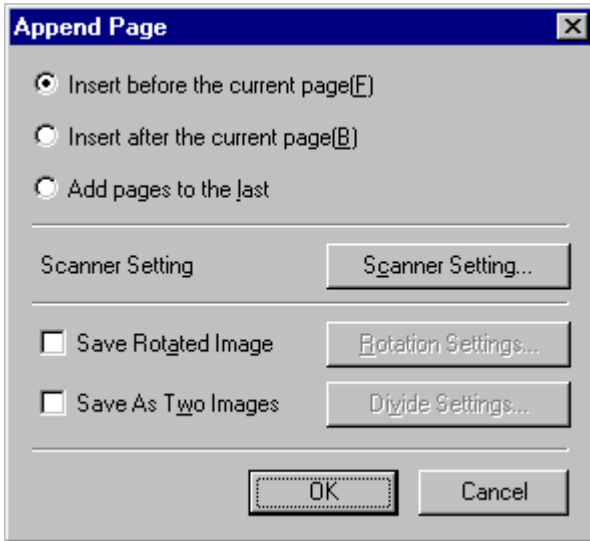 Append Page
Insert before the current page(F)
Insert after the current page(B)
Add pages to the last
Scanner Setting Scanner Setting...
Save Rotated Image Rotation Settings...
Save As Two Images Divide Settings...
OK Cancel